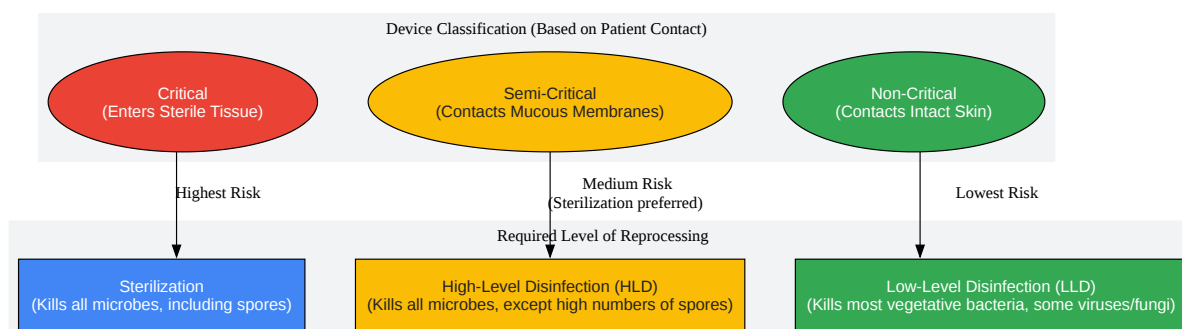 Device Classification (Based on Patient Contact)
Critical
(Enters Sterile Tissue)
Semi-Critical
(Contacts Mucous Membranes)
Non-Critical
(Contacts Intact Skin)
Highest Risk
Medium Risk
(Sterilization preferred)
Lowest Risk
Required Level of Reprocessing
Sterilization
(Kills all microbes, including spores)
High-Level Disinfection (HLD)
(Kills all microbes, except high numbers of spores)
Low-Level Disinfection (LLD)
(Kills most vegetative bacteria, some viruses/fungi)